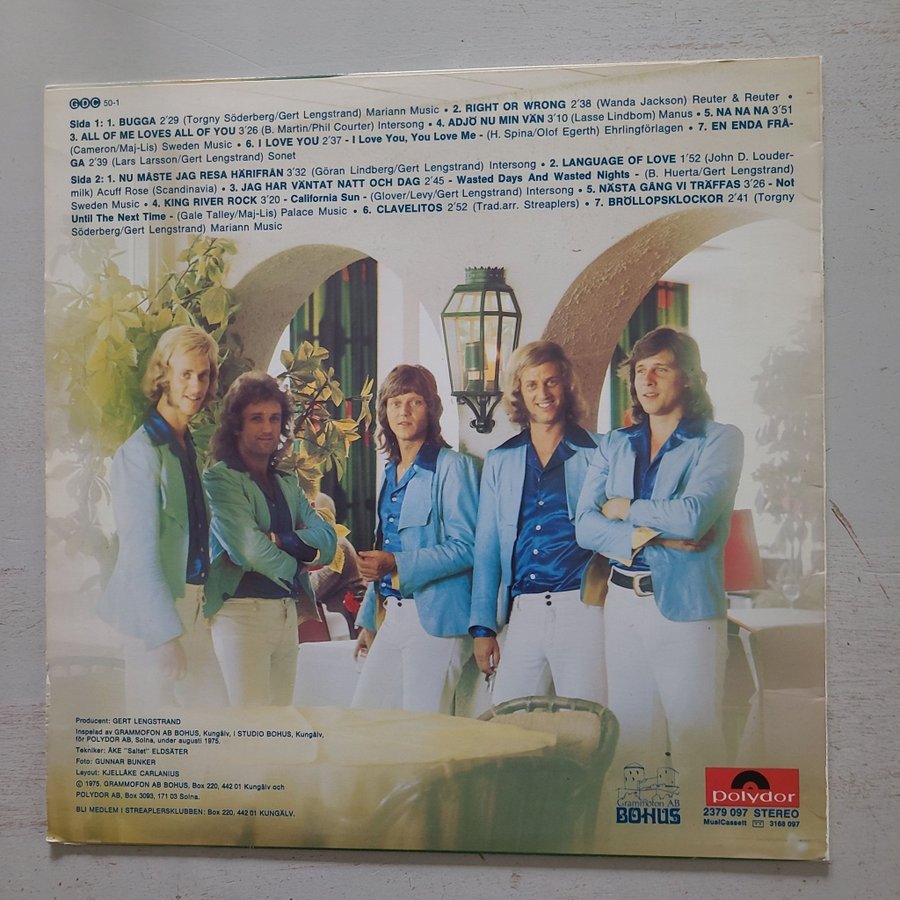 GDC 50-1
Sida 1: 1. BUGGA 2'29 (Torgny Söderberg/Gert Lengstrand) Mariann Music • 2. RIGHT OR WRONG 2'38 (Wanda Jackson) Reuter & Reuter •
3. ALL OF ME LOVES ALL OF YOU 3'26 (B. Martin/Phil Courter) Intersong • 4. ADJÖ NU MIN VÄN 3'10 (Lasse Lindbom) Manus • 5. NA NA NA 3'51
(Cameron/Maj-Lis) Sweden Music • 6. I LOVE YOU 2'37 - I Love You, You Love Me - (H. Spina/Olof Egerth) Ehrlingförlagen • 7. EN ENDA FRÅ-
GA 2'39 (Lars Larsson/Gert Lengstrand) Sonet
Sida 2: 1. NU MÅSTE JAG RESA HÄRIFRÅN 3'32 (Göran Lindberg/Gert Lengstrand) Intersong • 2. LANGUAGE OF LOVE 1'52 (John D. Louder-
milk) Acuff Rose (Scandinavia) • 3. JAG HAR VÄNTAT NATT OCH DAG 2'45 - Wasted Days And Wasted Nights - (B. Huerta/Gert Lengstrand)
Sweden Music • 4. KING RIVER ROCK 3'20 - California Sun - (Glover/Levy/Gert Lengstrand) Intersong • 5. NÄSTA GÅNG VI TRÄFFAS 3'26 - Not
Until The Next Time - (Gale Talley/Maj-Lis) Palace Music • 6. CLAVELITOS 2'52 (Trad.arr. Streaplers) • 7. BRÖLLOPSKLOCKOR 2'41 (Torgny
Söderberg/Gert Lengstrand) Mariann Music
Producent: GERT LENGSTRAND
Inspelad av GRAMMOFON AB BOHUS, Kungälv, i STUDIO BOHUS, Kungälv,
för POLYDOR AB, Solna, under augusti 1975.
Tekniker: ÅKE "Saltet" ELDSÄTER
Foto: GUNNAR BUNKER
Layout: KJELLÅKE CARLANIUS
© 1975. GRAMMOFON AB BOHUS, Box 220, 442 01 Kungälv och
POLYDOR AB, Box 3093, 171 03 Solna.
BLI MEDLEM I STREAPLERSKLUBBEN: Box 220, 442 01 KUNGÄLV.
Grammofon AB
BOHUS
polydor
2379 097 STEREO
MusiCassett 3168 097